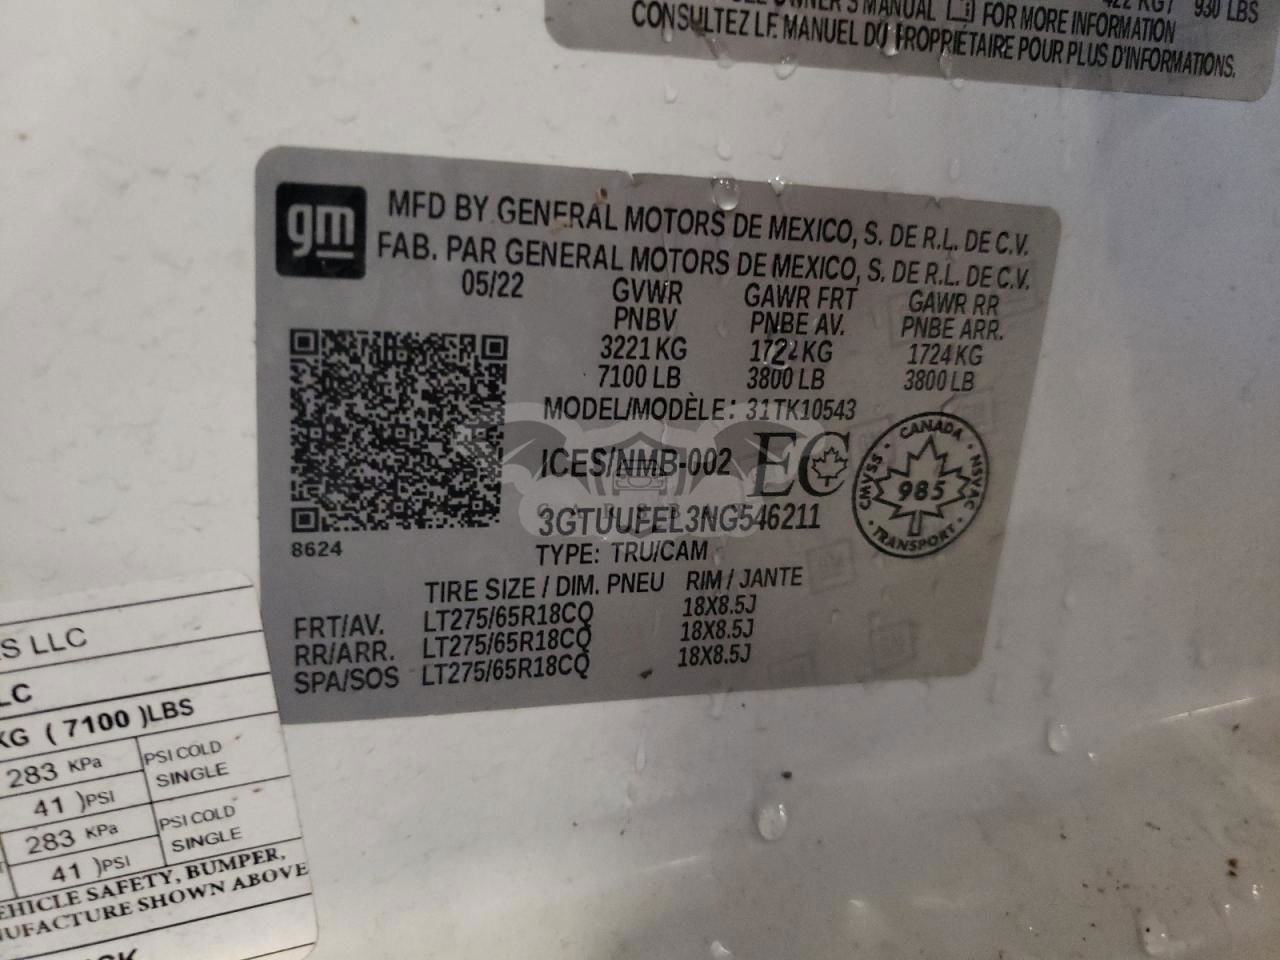 422 KG / 930 LBS
OWNER'S MANUAL FOR MORE INFORMATION
CONSULTEZ LE MANUEL DU PROPRIÉTAIRE POUR PLUS D'INFORMATIONS.
gm
MFD BY GENERAL MOTORS DE MEXICO, S. DE R.L. DE C.V.
FAB. PAR GENERAL MOTORS DE MEXICO, S. DE R.L. DE C.V.
05/22 GVWR GAWR FRT GAWR RR
PNBV PNBE AV. PNBE ARR.
3221 KG 1724 KG 1724 KG
7100 LB 3800 LB 3800 LB
MODEL/MODÈLE: 31TK10543
ICES/NMB-002 EC
CANADA
CMVSS NSVAC
985
TRANSPORT
3GTUUFEL3NG546211
8624
TYPE: TRU/CAM
TIRE SIZE / DIM. PNEU RIM / JANTE
FRT/AV. LT275/65R18CQ 18X8.5J
RR/ARR. LT275/65R18CQ 18X8.5J
SPA/SOS LT275/65R18CQ 18X8.5J
LLC
LC
KG (7100)LBS
283 KPa PSI COLD
41 )PSI SINGLE
283 KPa PSI COLD
41 )PSI SINGLE
EHICLE SAFETY, BUMPER,
NUFACTURE SHOWN ABOVE